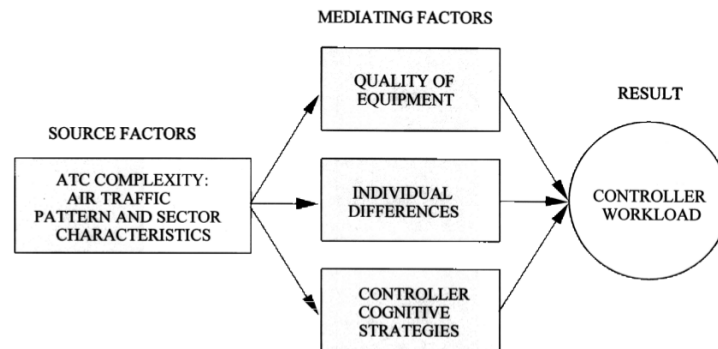 MEDIATING FACTORS
QUALITY OF
EQUIPMENT
RESULT
SOURCE FACTORS
ATC COMPLEXITY:
AIR TRAFFIC
PATTERN AND SECTOR
CHARACTERISTICS
INDIVIDUAL
DIFFERENCES
CONTROLLER
WORKLOAD
CONTROLLER
COGNITIVE
STRATEGIES